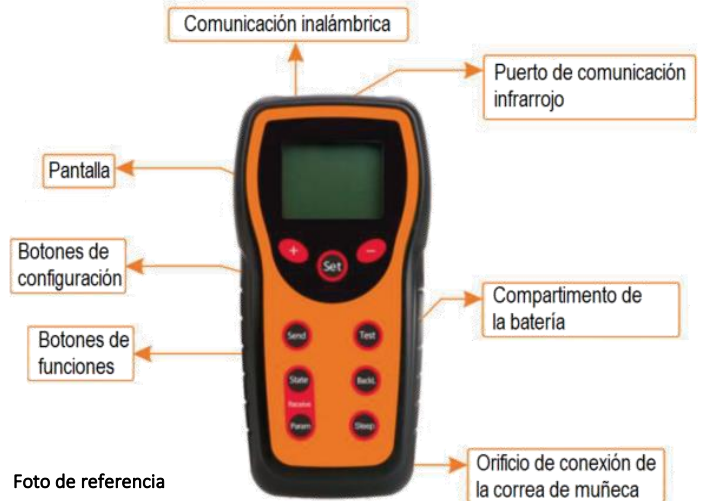 Comunicación inalámbrica
Puerto de comunicación
infrarrojo
Pantalla
Botones de
configuración
+
Set
-
Compartimento de
la batería
Botones de
funciones
Send
Test
State
BackL
Receive
Param
Sleep
Foto de referencia
Orificio de conexión de
la correa de muñeca